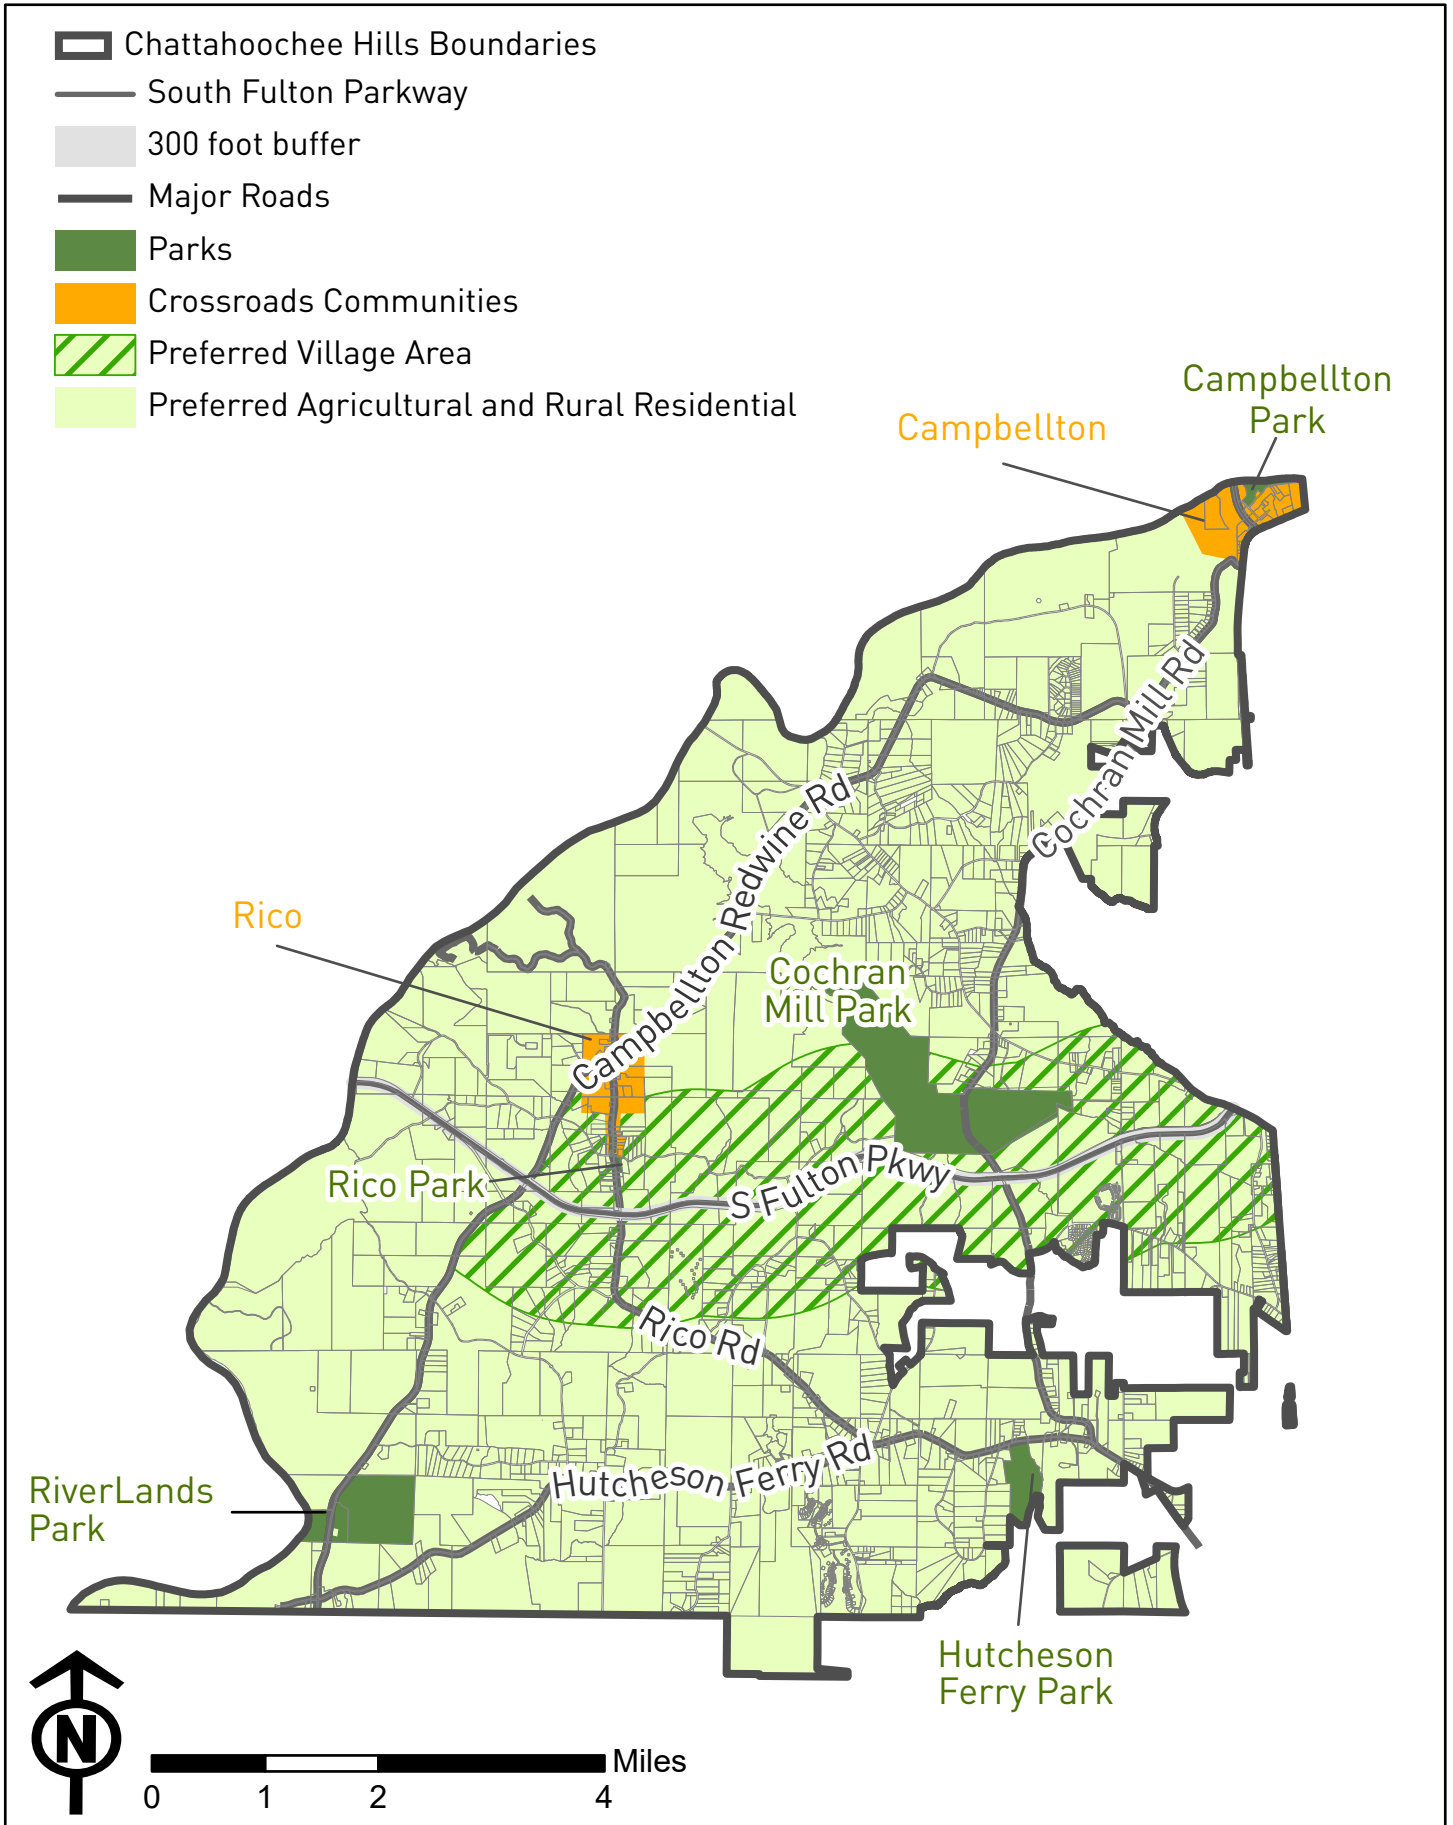 Chattahoochee Hills Boundaries
South Fulton Parkway
300 foot buffer
Major Roads
Parks
Crossroads Communities
Preferred Village Area
Preferred Agricultural and Rural Residential
Campbellton
Park
Campbellton
Cochran Mill Rd
Campbellton Redwine Rd
Rico
Cochran
Mill Park
Rico Park
S Fulton Pkwy
Rico Rd
Hutcheson Ferry Rd
RiverLands
Park
Hutcheson
Ferry Park
N
Miles
0 1 2 4